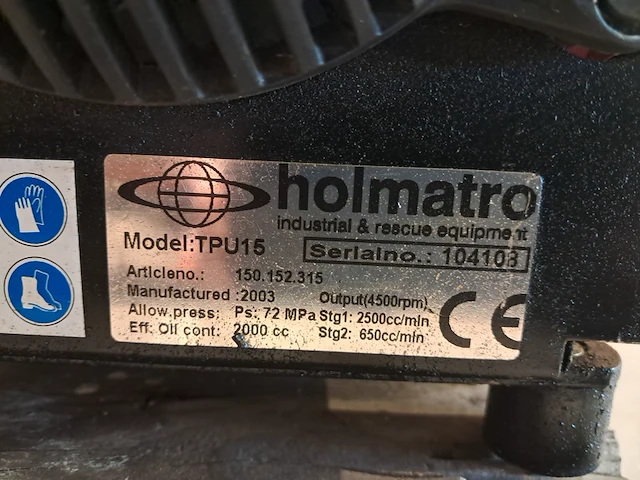 holmatro
industrial & rescue equipment
Model:TPU15
Serialno.: 104108
Articleno.: 150.152.315
Manufactured :2003 Output(4500rpm)
Allow.press: Ps: 72 MPa Stg1: 2500cc/min
Eff: Oil cont: 2000 cc Stg2: 650cc/min
CE